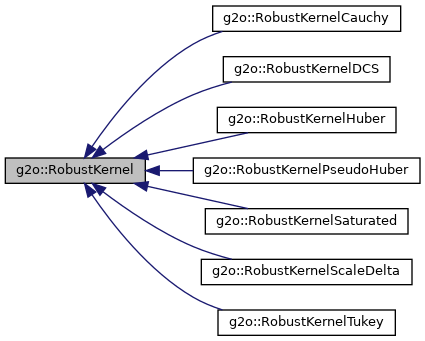 g2o::RobustKernelCauchy
g2o::RobustKernelDCS
g2o::RobustKernelHuber
g2o::RobustKernel
g2o::RobustKernelPseudoHuber
g2o::RobustKernelSaturated
g2o::RobustKernelScaleDelta
g2o::RobustKernelTukey